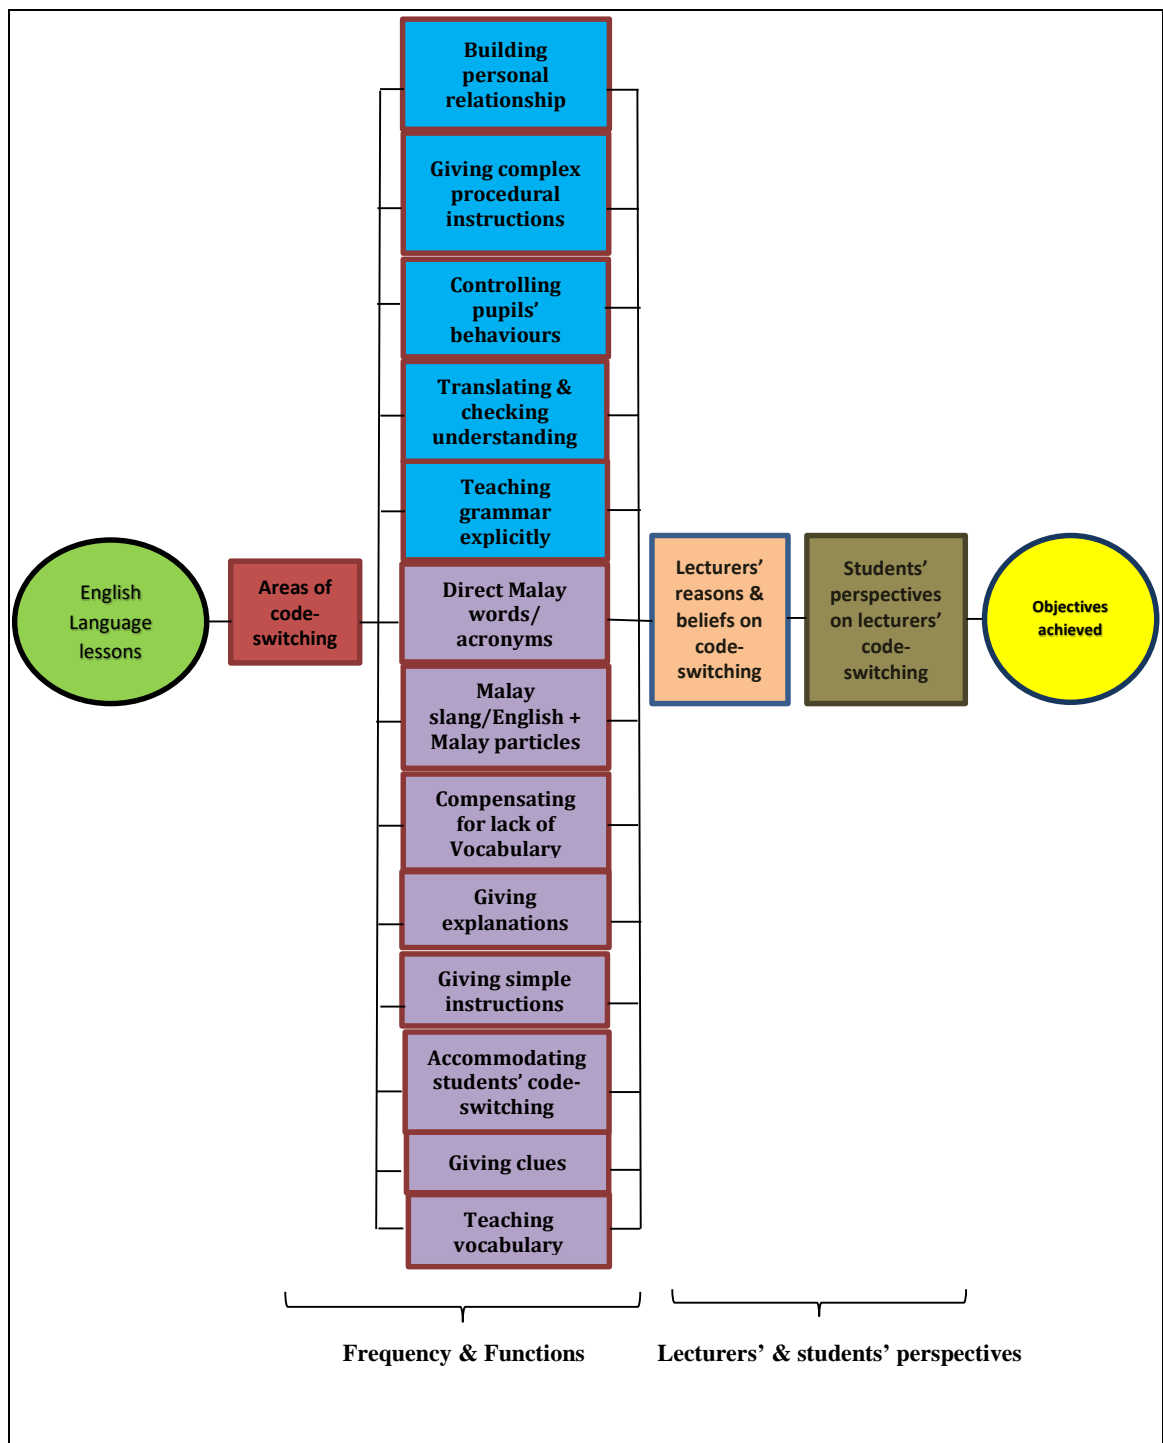 Building
personal
relationship
Giving complex
procedural
instructions
Controlling
pupils’
behaviours
Translating &
checking
understanding
Teaching
grammar
explicitly
English
Language
lessons
Areas of
code-
switching
Direct Malay
words/
acronyms
Lecturers’
reasons &
beliefs on
code-
switching
Students’
perspectives
on lecturers’
code-
switching
Objectives
achieved
Malay
slang/English +
Malay particles
Compensating
for lack of
Vocabulary
Giving
explanations
Giving simple
instructions
Accommodating
students’ code-
switching
Giving clues
Teaching
vocabulary
Frequency & Functions
Lecturers’ & students’ perspectives